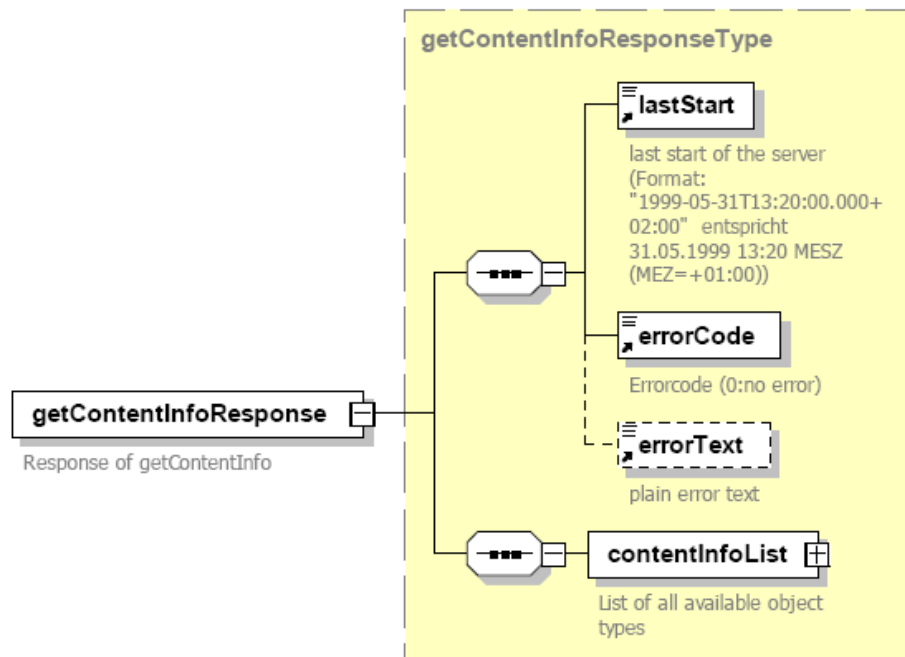 getContentInfoResponseType
lastStart
last start of the server
(Format:
"1999-05-31T13:20:00.000+
02:00" entspricht
31.05.1999 13:20 MESZ
(MEZ=+01:00))
errorCode
Errorcode (0:no error)
getContentInfoResponse
Response of getContentInfo
errorText
plain error text
contentInfoList
List of all available object
types